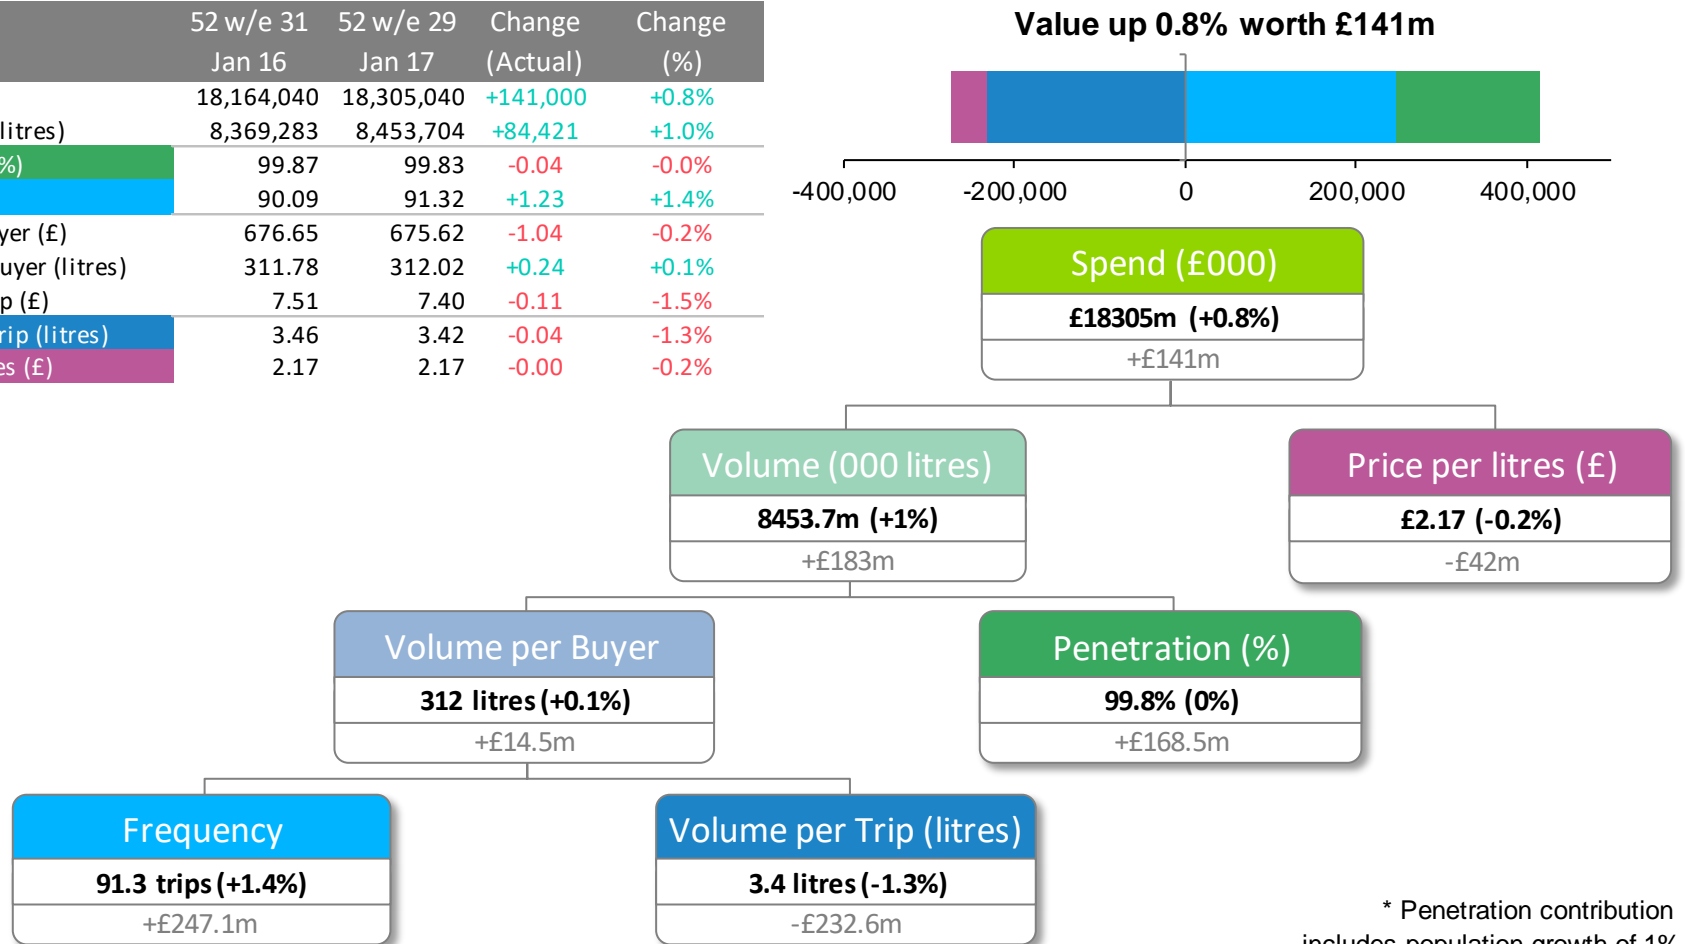 52 w/e 31 52 w/e 29 Change Change
Jan 16 Jan 17 (Actual) (%)
18,164,040 18,305,040 +141,000 +0.8%
litres) 8,369,283 8,453,704 +84,421 +1.0%
%) 99.87 99.83 -0.04 -0.0%
90.09 91.32 +1.23 +1.4%
yer (£) 676.65 675.62 -1.04 -0.2%
uyer (litres) 311.78 312.02 +0.24 +0.1%
p (£) 7.51 7.40 -0.11 -1.5%
rip (litres) 3.46 3.42 -0.04 -1.3%
es (£) 2.17 2.17 -0.00 -0.2%
Value up 0.8% worth £141m
-400,000 -200,000 0 200,000 400,000
Spend (£000)
£18305m (+0.8%)
+£141m
Volume (000 litres)
8453.7m (+1%)
+£183m
Price per litres (£)
£2.17 (-0.2%)
-£42m
Volume per Buyer
312 litres (+0.1%)
+£14.5m
Penetration (%)
99.8% (0%)
+£168.5m
Frequency
91.3 trips (+1.4%)
+£247.1m
Volume per Trip (litres)
3.4 litres (-1.3%)
-£232.6m
* Penetration contribution
includes population growth of 1%